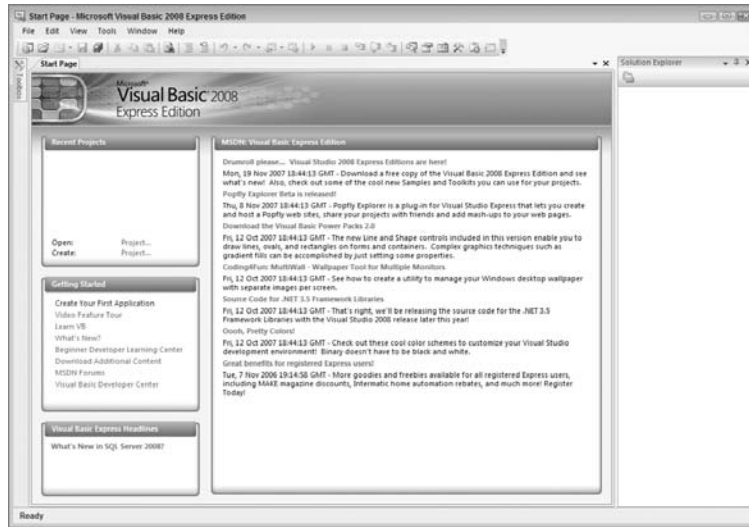 Start Page - Microsoft Visual Basic 2008 Express Edition
File Edit View Tools Window Help
Toolbox
Start Page
Solution Explorer
Microsoft
Visual Basic 2008
Express Edition
Recent Projects
Open: Project...
Create: Project...
Getting Started
Create Your First Application
Video Feature Tour
Learn VB
What's New?
Beginner Developer Learning Center
Download Additional Content
MSDN Forums
Visual Basic Developer Center
Visual Basic Express Headlines
What's New in SQL Server 2008?
MSDN: Visual Basic Express Edition
Drumroll please... Visual Studio 2008 Express Editions are here!
Mon, 19 Nov 2007 18:44:13 GMT - Download a free copy of the Visual Basic 2008 Express Edition and see
what's new! Also, check out some of the cool new Samples and Toolkits you can use for your projects.
Popfly Explorer Beta is released!
Thu, 8 Nov 2007 18:44:13 GMT - Popfly Explorer is a plug-in for Visual Studio Express that lets you create
and host a Popfly web sites, share your projects with friends and add mash-ups to your web pages.
Download the Visual Basic Power Packs 2.0
Fri, 12 Oct 2007 18:44:13 GMT - The new Line and Shape controls included in this version enable you to
draw lines, ovals, and rectangles on forms and containers. Complex graphics techniques such as
gradient fills can be accomplished by just setting some properties.
Coding4Fun: MultiWall - Wallpaper Tool for Multiple Monitors
Fri, 12 Oct 2007 18:44:13 GMT - See how to create a utility to manage your Windows desktop wallpaper
with separate images per screen.
Source Code for .NET 3.5 Framework Libraries
Fri, 12 Oct 2007 18:44:13 GMT - That's right, we'll be releasing the source code for the .NET 3.5
Framework Libraries with the Visual Studio 2008 release later this year!
Oooh, Pretty Colors!
Fri, 12 Oct 2007 18:44:13 GMT - Check out these cool color schemes to customize your Visual Studio
development environment! Binary doesn't have to be black and white.
Great benefits for registered Express users!
Tue, 7 Nov 2006 19:14:58 GMT - More goodies and freebies available for all registered Express users,
including MAKE magazine discounts, Intermatic home automation rebates, and much more! Register
Today!
Ready